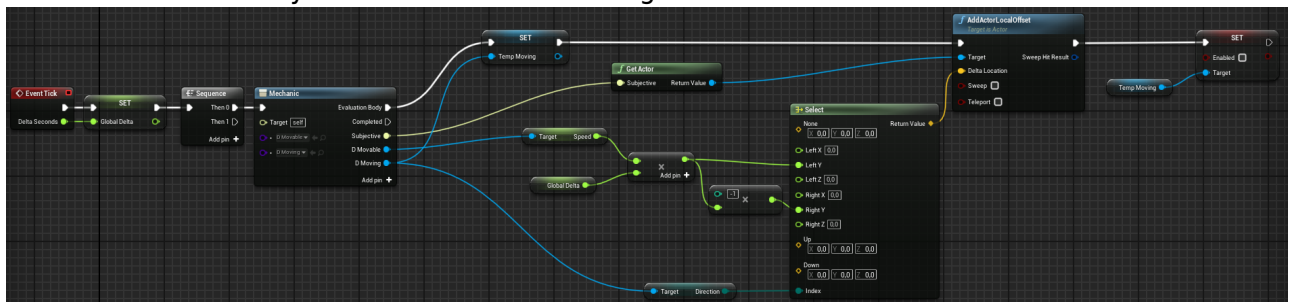 Event Tick
Delta Seconds
SET
Global Delta
Sequence
Then 0
Then 1
Add pin +
Mechanic
Evaluation Body
Target self
Completed
D Movable
Subjective
D Moving
D Movable
D Moving
Add pin +
SET
Temp Moving
f Get Actor
Subjective Return Value
Target Speed
Global Delta
×
Add pin +
-1 ×
Target Direction
Select
None
Return Value
X 0,0 Y 0,0 Z 0,0
Left X 0,0
Left Y
Left Z 0,0
Right X 0,0
Right Y
Right Z 0,0
Up
X 0,0 Y 0,0 Z 0,0
Down
X 0,0 Y 0,0 Z 0,0
Index
f AddActorLocalOffset
Target is Actor
Target Sweep Hit Result
Delta Location
Sweep
Teleport
Temp Moving
SET
Enabled
Target